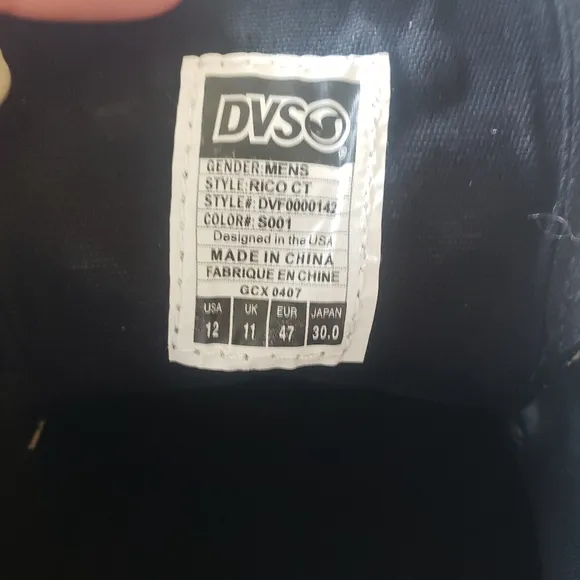 DVS
GENDER: MENS
STYLE: RICO CT
STYLE#: DVF0000142
COLOR#: S001
Designed in the USA
MADE IN CHINA
FABRIQUE EN CHINE
GCX 0407
USA UK EUR JAPAN
12 11 47 30.0